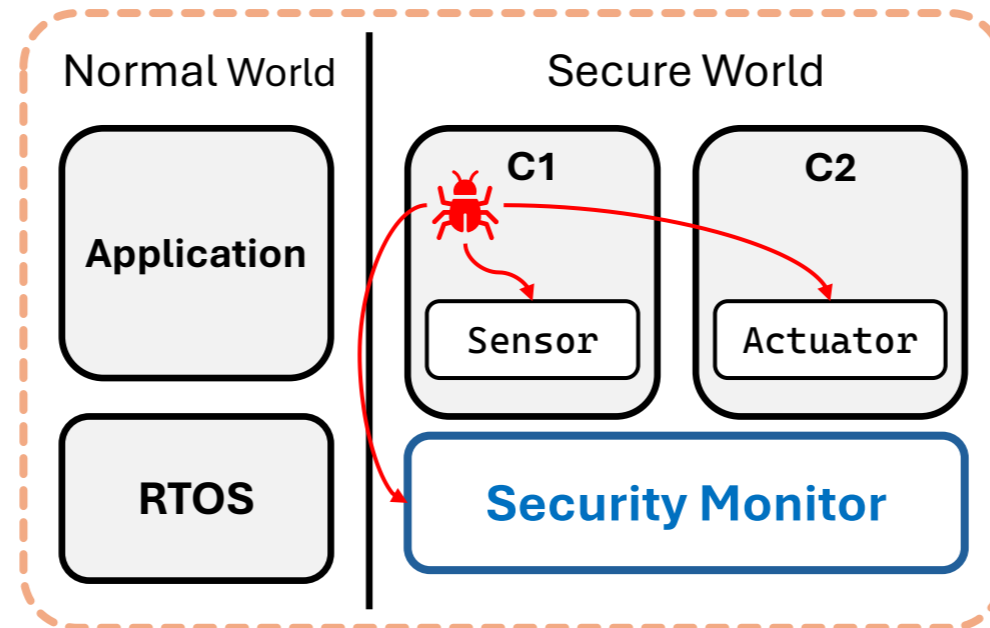 Normal World
Secure World
Application
RTOS
C1
Sensor
C2
Actuator
Security Monitor